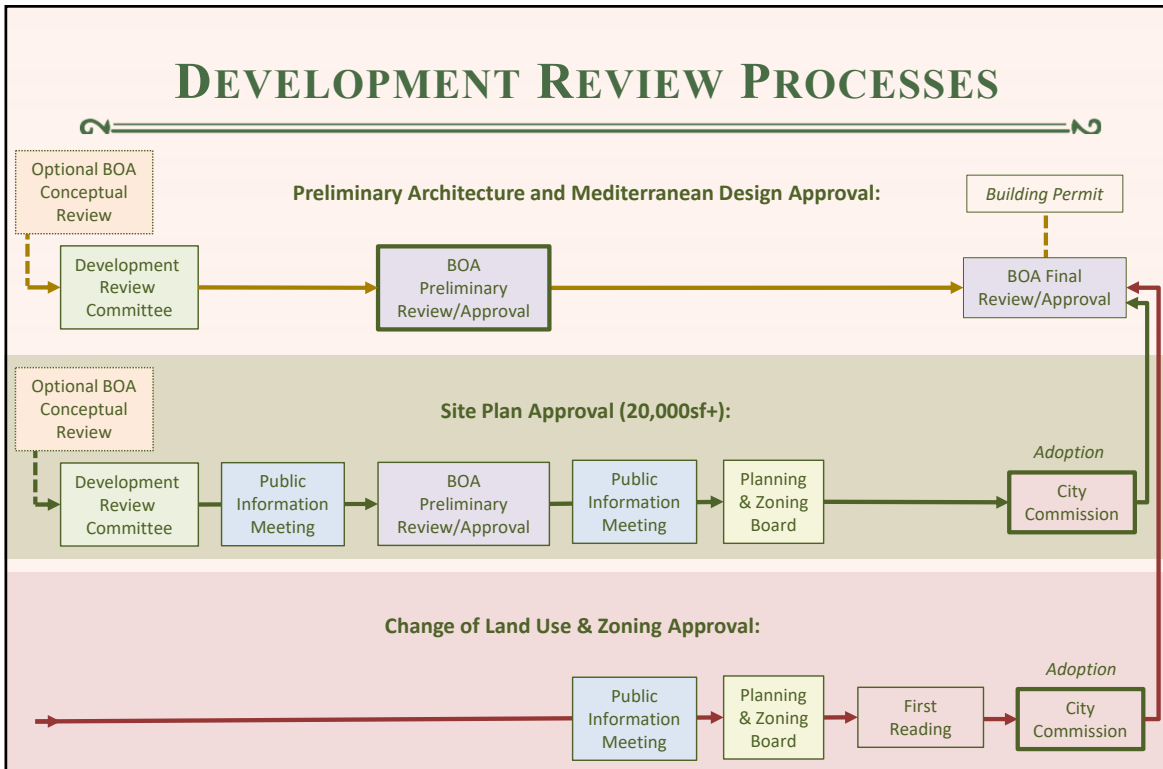 DEVELOPMENT REVIEW PROCESSES
Optional BOA
Conceptual
Review
Preliminary Architecture and Mediterranean Design Approval:
Building Permit
Development
Review
Committee
BOA
Preliminary
Review/Approval
BOA Final
Review/Approval
Optional BOA
Conceptual
Review
Site Plan Approval (20,000sf+):
Development
Review
Committee
Public
Information
Meeting
BOA
Preliminary
Review/Approval
Public
Information
Meeting
Planning
& Zoning
Board
Adoption
City
Commission
Change of Land Use & Zoning Approval:
Public
Information
Meeting
Planning
& Zoning
Board
First
Reading
Adoption
City
Commission